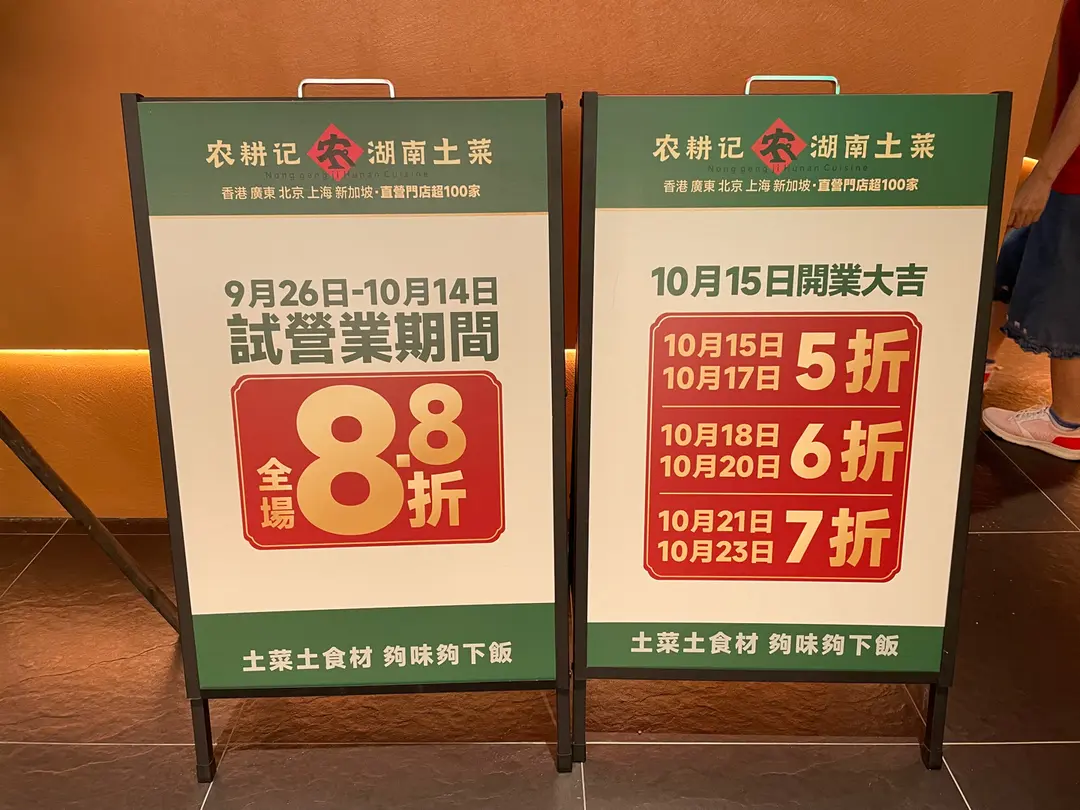 农耕记 农 湖南土菜
Nong geng ji Hunan Cuisine
香港 廣東 北京 上海 新加坡·直營門店超100家
9月26日-10月14日
試營業期間
全場 8.8折
土菜土食材 夠味夠下飯
农耕记 农 湖南土菜
Nong geng ji Hunan Cuisine
香港 廣東 北京 上海 新加坡·直營門店超100家
10月15日開業大吉
10月15日
10月17日
5折
10月18日
10月20日
6折
10月21日
10月23日
7折
土菜土食材 夠味夠下飯